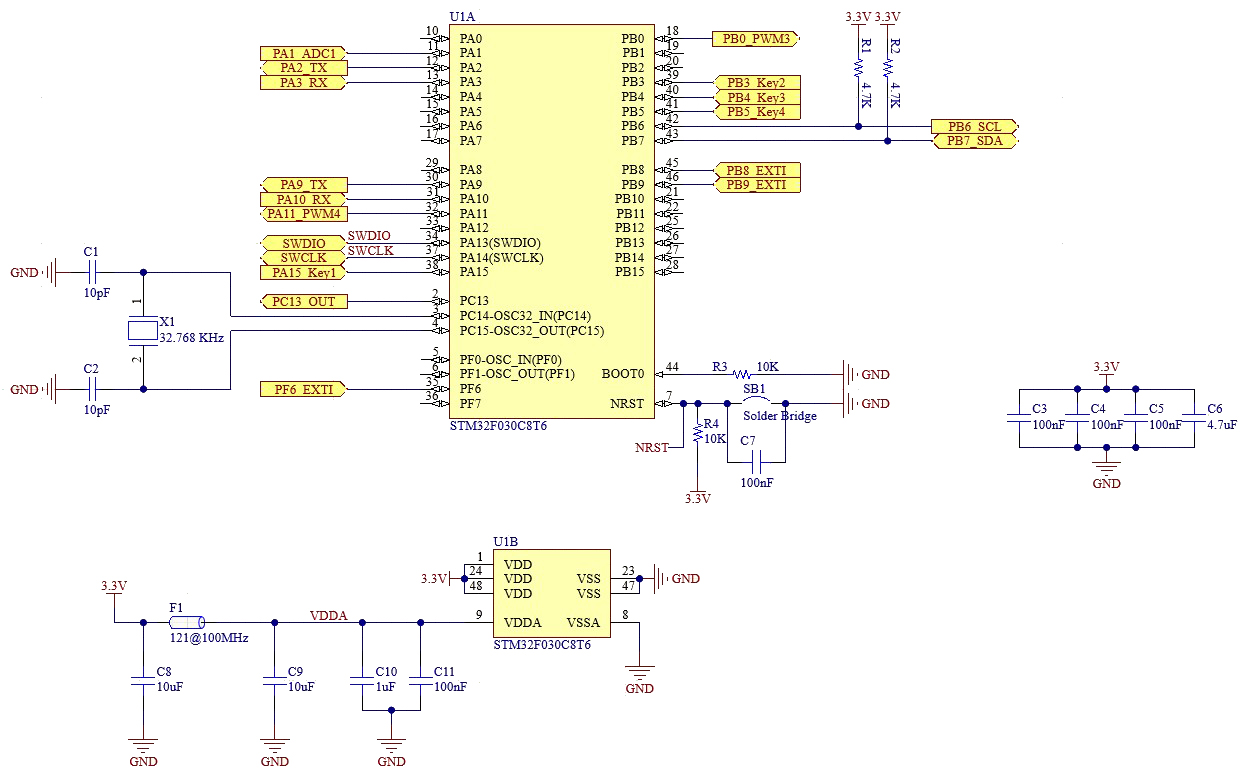 U1A
10 PA0
PA1_ADC1 11 PA1
PA2_TX 12 PA2
PA3_RX 13 PA3
14 PA4
15 PA5
16 PA6
17 PA7
29 PA8
PA9_TX 30 PA9
PA10_RX 31 PA10
PA11_PWM4 32 PA11
33 PA12
SWDIO SWDIO 34 PA13(SWDIO)
SWCLK SWCLK 37 PA14(SWCLK)
PA15_Key1 38 PA15
PC13_OUT 2 PC13
3 PC14-OSC32_IN(PC14)
4 PC15-OSC32_OUT(PC15)
5 PF0-OSC_IN(PF0)
6 PF1-OSC_OUT(PF1)
PF6_EXTI 35 PF6
36 PF7
PB0 18 PB0_PWM3
PB1 19
PB2 20
PB3 39 PB3_Key2
PB4 40 PB4_Key3
PB5 41 PB5_Key4
PB6 42 PB6_SCL
PB7 43 PB7_SDA
PB8 45 PB8_EXTI
PB9 46 PB9_EXTI
PB10 21
PB11 22
PB12 25
PB13 26
PB14 27
PB15 28
BOOT0 44
NRST 7
STM32F030C8T6
3.3V 3.3V
R1 4.7K
R2 4.7K
GND C1
10pF
1
X1
32.768 KHz
2
GND C2
10pF
R3 10K GND
SB1
Solder Bridge GND
R4
10K
C7
100nF
NRST
3.3V
3.3V
C3
100nF
C4
100nF
C5
100nF
C6
4.7uF
GND
U1B
3.3V
1 VDD
24 VDD
48 VDD
9 VDDA
VSS 23
VSS 47
VSSA 8
GND
GND
STM32F030C8T6
3.3V
F1
121@100MHz
VDDA
C8
10uF
C9
10uF
C10
1uF
C11
100nF
GND
GND
GND